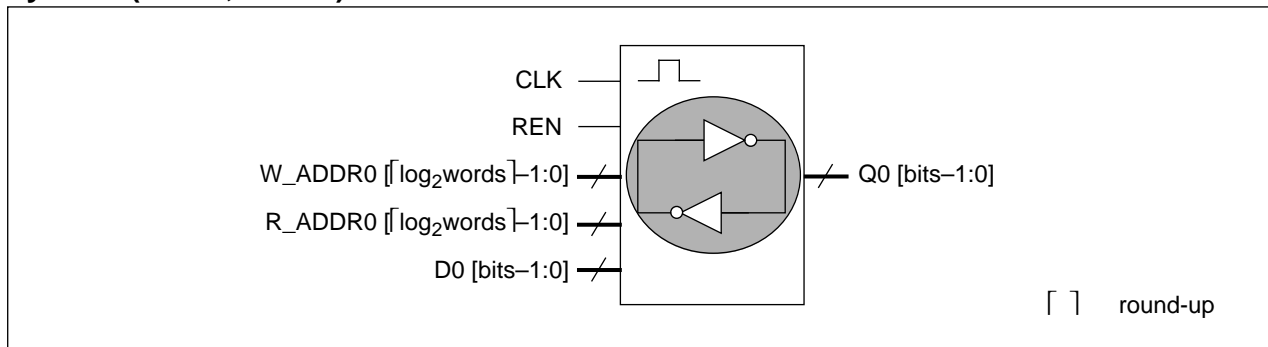 CLK
REN
W_ADDR0 [⌈log₂words⌉–1:0]
R_ADDR0 [⌈log₂words⌉–1:0]
D0 [bits–1:0]
Q0 [bits–1:0]
⌈ ⌉ round-up